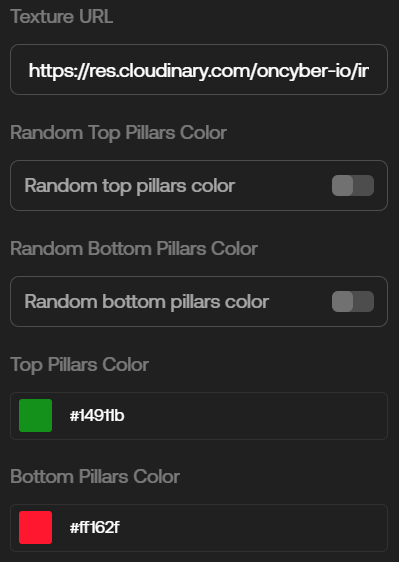 Texture URL
https://res.cloudinary.com/oncyber-io/ir
Random Top Pillars Color
Random top pillars color
Random Bottom Pillars Color
Random bottom pillars color
Top Pillars Color
#14911b
Bottom Pillars Color
#ff162f